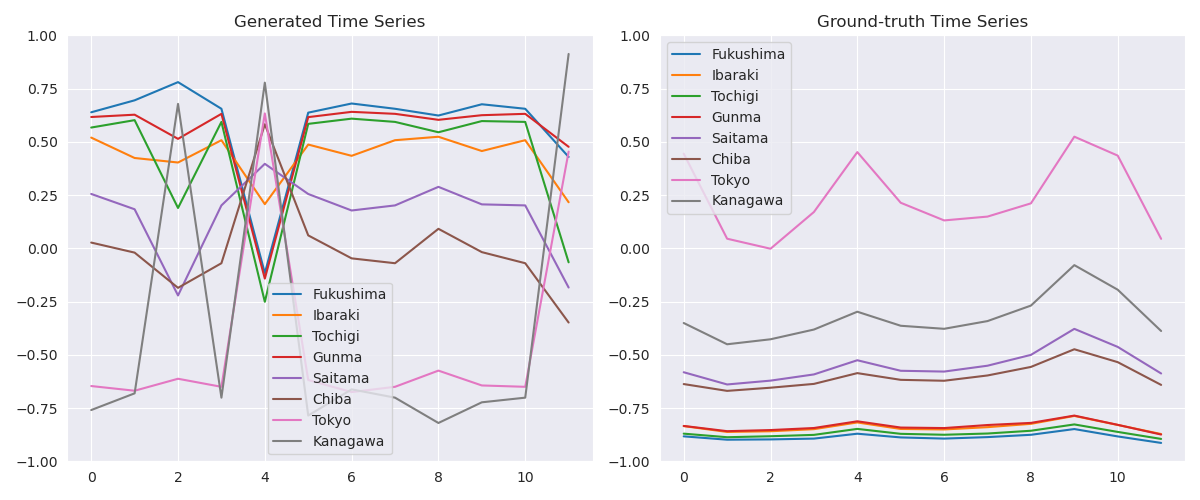 Generated Time Series
1.00
0.75
0.50
0.25
0.00
−0.25
−0.50
−0.75
−1.00
0 2 4 6 8 10
Fukushima
Ibaraki
Tochigi
Gunma
Saitama
Chiba
Tokyo
Kanagawa
Ground-truth Time Series
1.00
0.75
0.50
0.25
0.00
−0.25
−0.50
−0.75
−1.00
0 2 4 6 8 10
Fukushima
Ibaraki
Tochigi
Gunma
Saitama
Chiba
Tokyo
Kanagawa